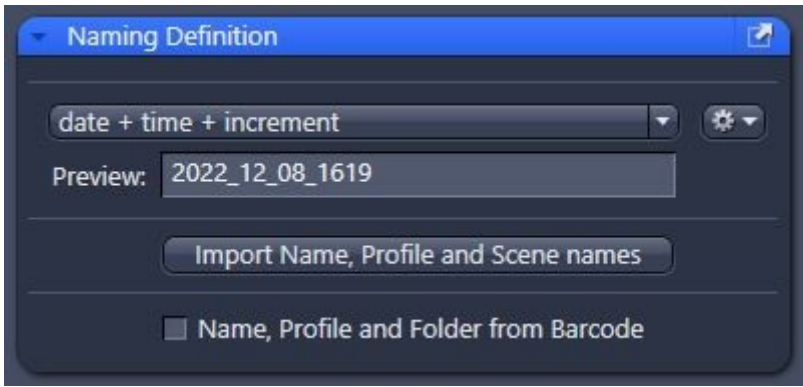 Naming Definition
date + time + increment
Preview: 2022_12_08_1619
Import Name, Profile and Scene names
Name, Profile and Folder from Barcode